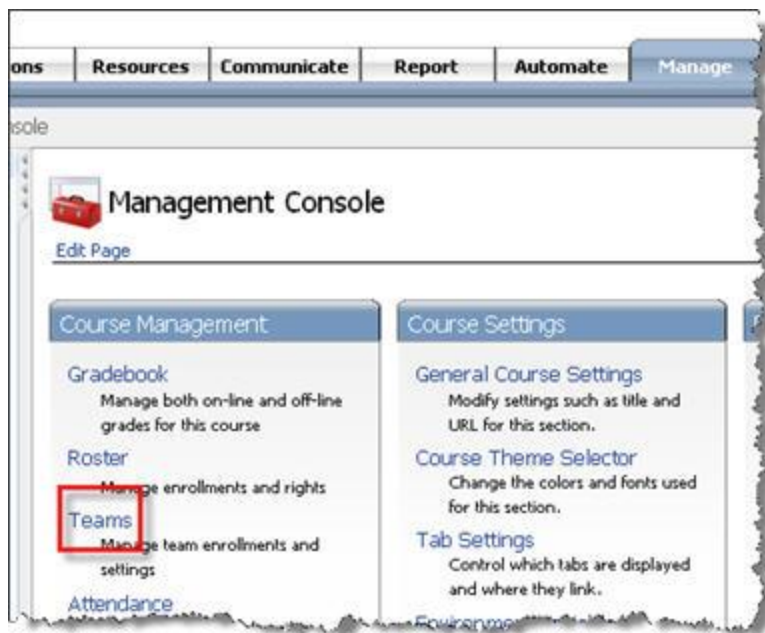 ons Resources Communicate Report Automate Manage
nsole
Management Console
Edit Page
Course Management
Gradebook
Manage both on-line and off-line
grades for this course
Roster
Manage enrollments and rights
Teams
Manage team enrollments and
settings
Attendance
Course Settings
General Course Settings
Modify settings such as title and
URL for this section.
Course Theme Selector
Change the colors and fonts used
for this section.
Tab Settings
Control which tabs are displayed
and where they link.